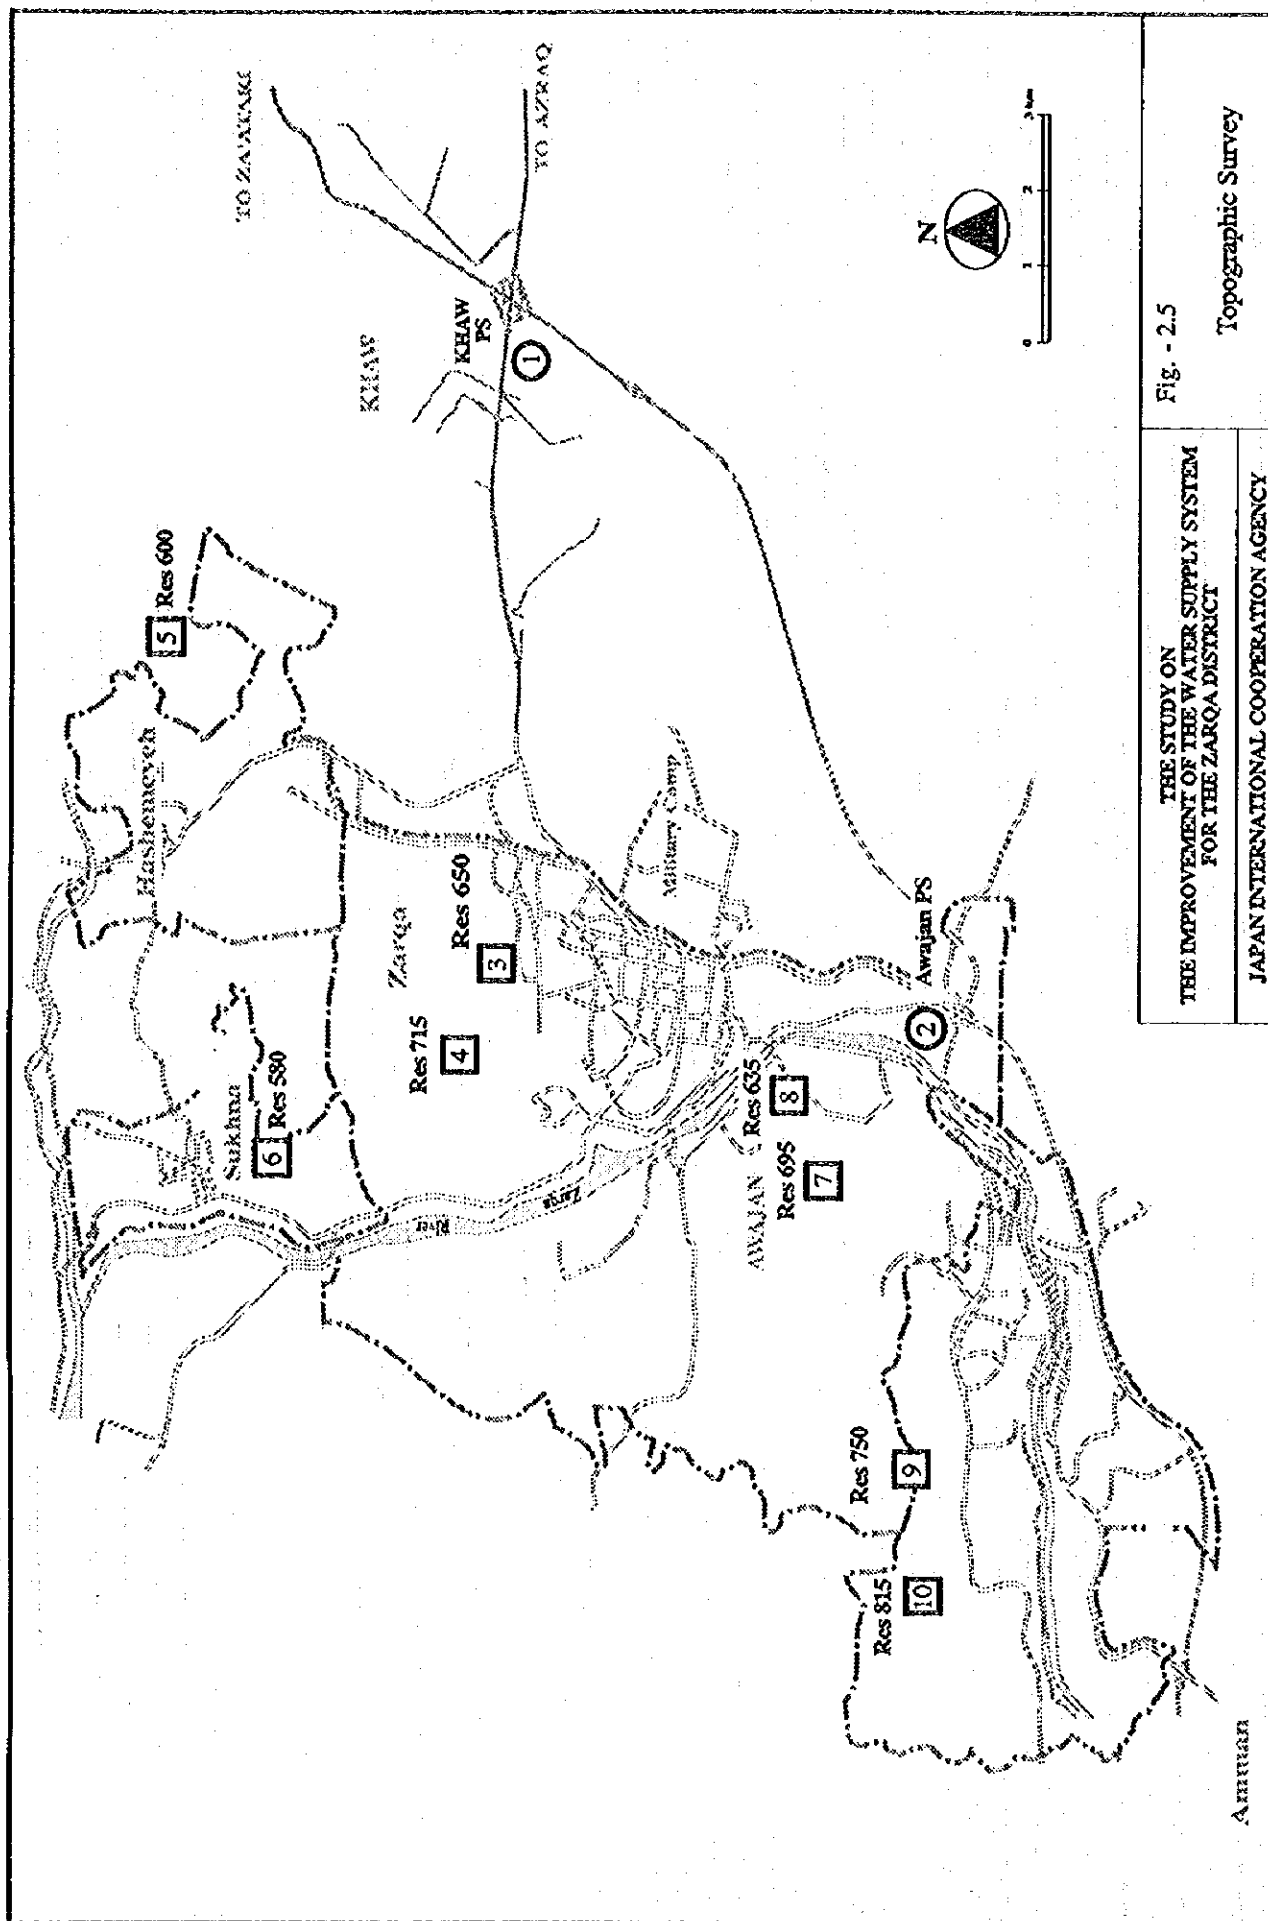 TO ZA'ATARI
TO AZRAQ
KHAW
KHAW
PS
1
5
Res 600
Hashemeyeh
Sukhna
6
Res 580
Zarqa
Res 650
3
Res 715
4
Military Camp
River
Zarqa
AWAJAN
Res 635
8
Res 695
7
2
Awajan PS
Res 750
9
Res 815
10
Amman
N
0 1 2 3 km
Fig. - 2.5
Topographic Survey
THE STUDY ON
THE IMPROVEMENT OF THE WATER SUPPLY SYSTEM
FOR THE ZARQA DISTRICT
JAPAN INTERNATIONAL COOPERATION AGENCY